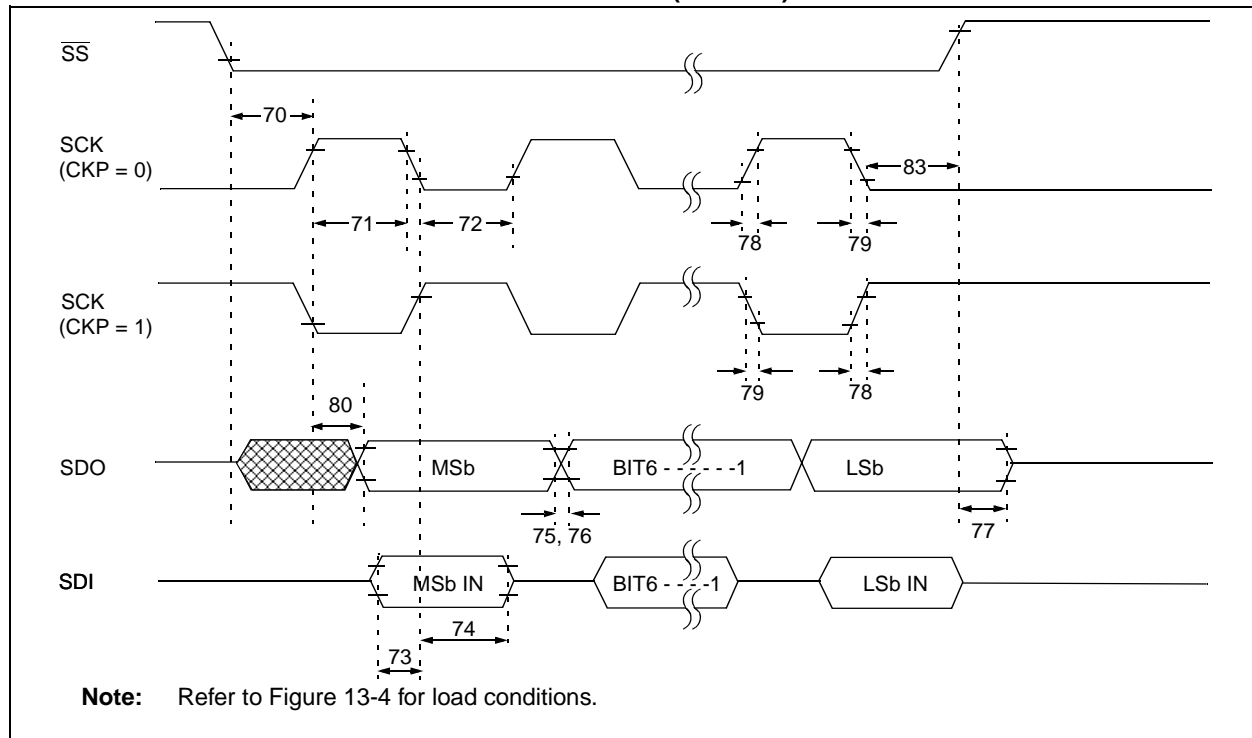 SS
70
SCK
(CKP = 0)
83
71
72
78
79
SCK
(CKP = 1)
79
78
80
SDO
MSb
BIT6 - - - - - -1
LSb
75, 76
77
SDI
MSb IN
BIT6 - - - -1
LSb IN
74
73
Note: Refer to Figure 13-4 for load conditions.